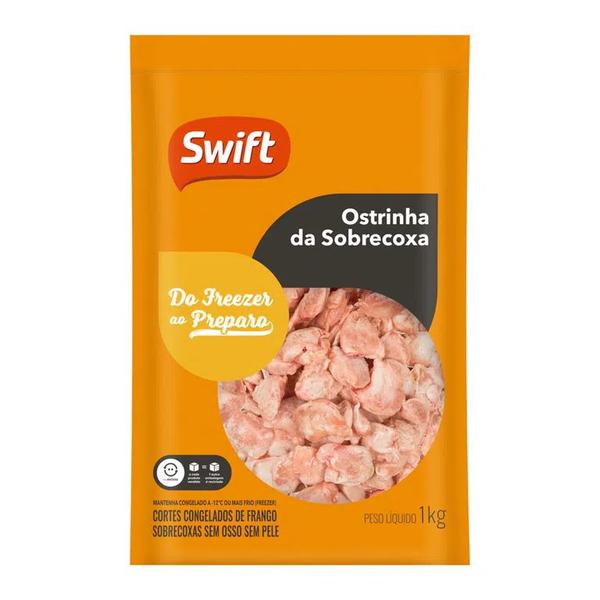 Swift
Ostrinha
da Sobrecoxa
Do Freezer
ao Preparo
MANTENHA CONGELADO A -12°C OU MAIS FRIO (FREEZER)
CORTES CONGELADOS DE FRANGO
SOBRECOXAS SEM OSSO SEM PELE
PESO LÍQUIDO 1kg